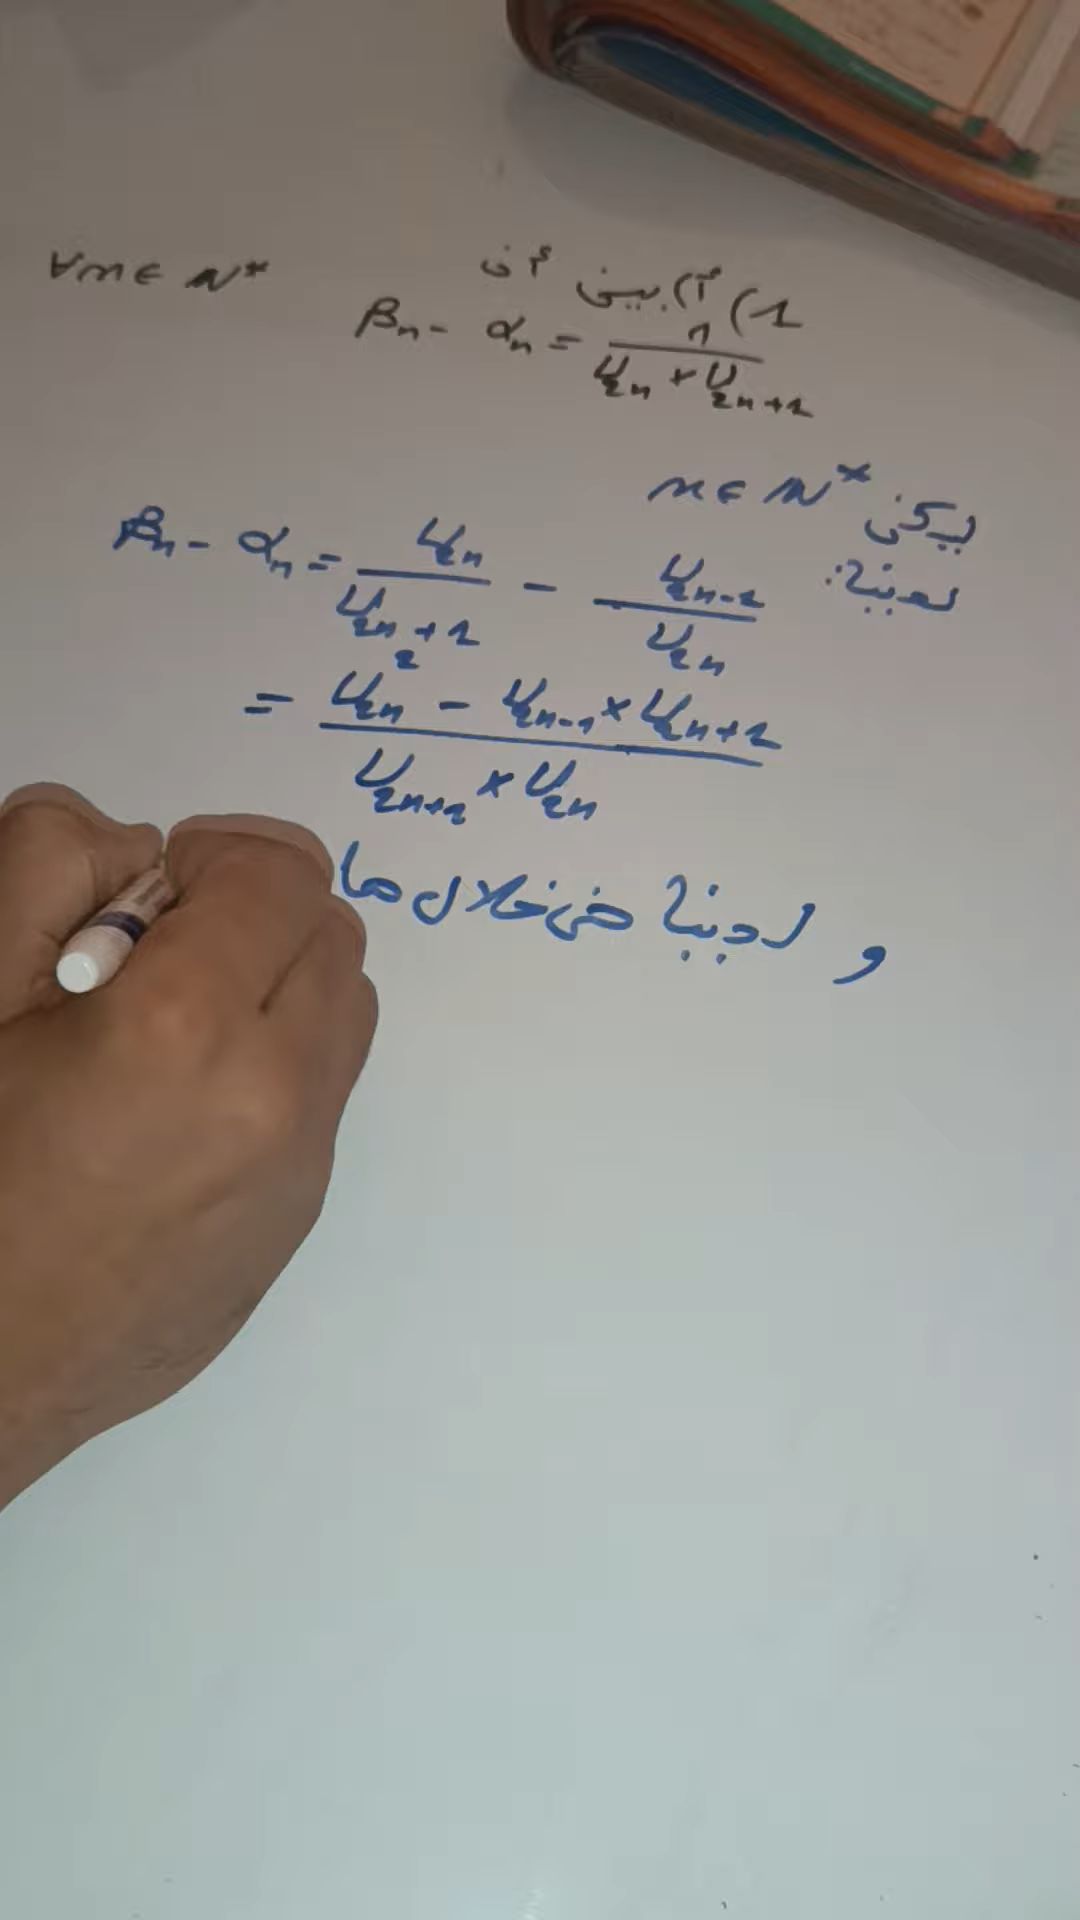 1) أ) بين أن ∀n ∈ N*
βn - αn = 1 / (U2n × U2n+1)
ليكن n ∈ N*
لدينا: βn - αn = U2n / U2n+1 - U2n-1 / U2n
= (U2n² - U2n-1 × U2n+1) / (U2n+1 × U2n)
و لدينا من خلال ما